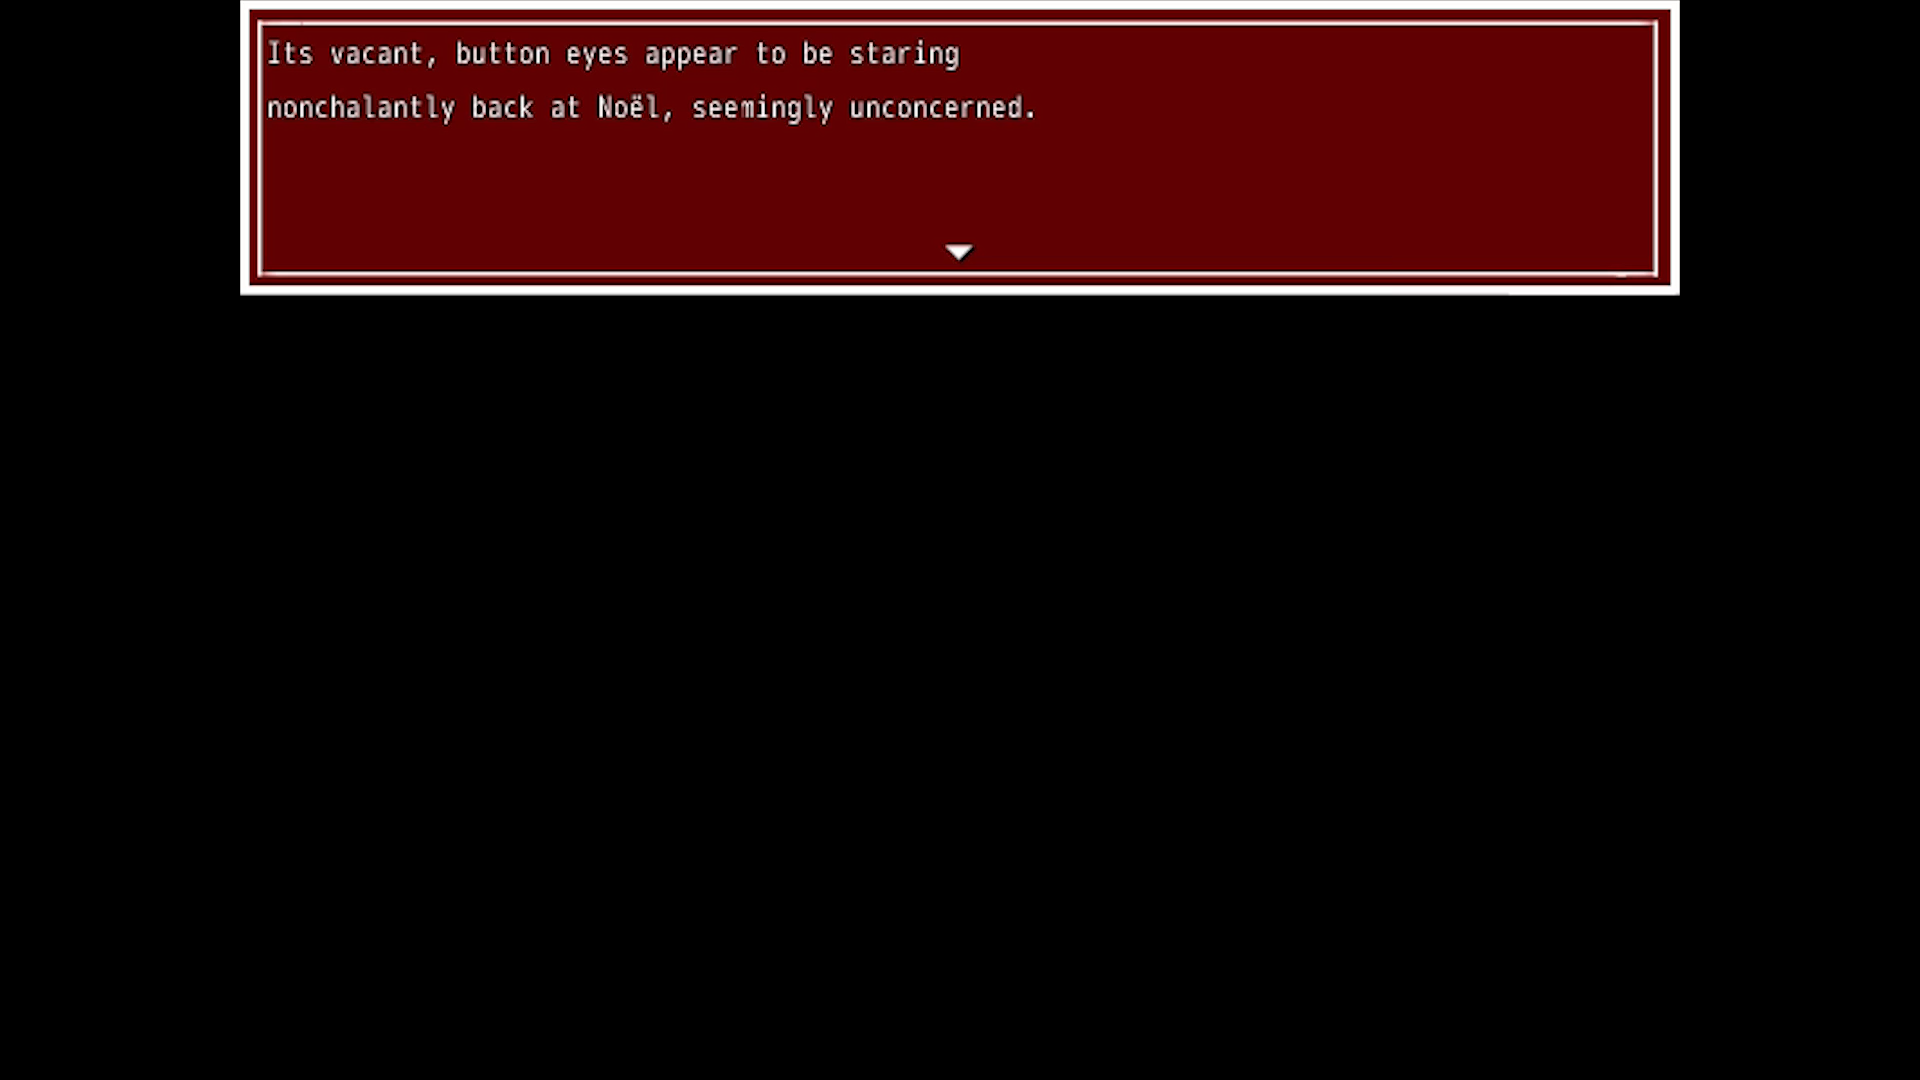 Its vacant, button eyes appear to be staring
nonchalantly back at Noël, seemingly unconcerned.